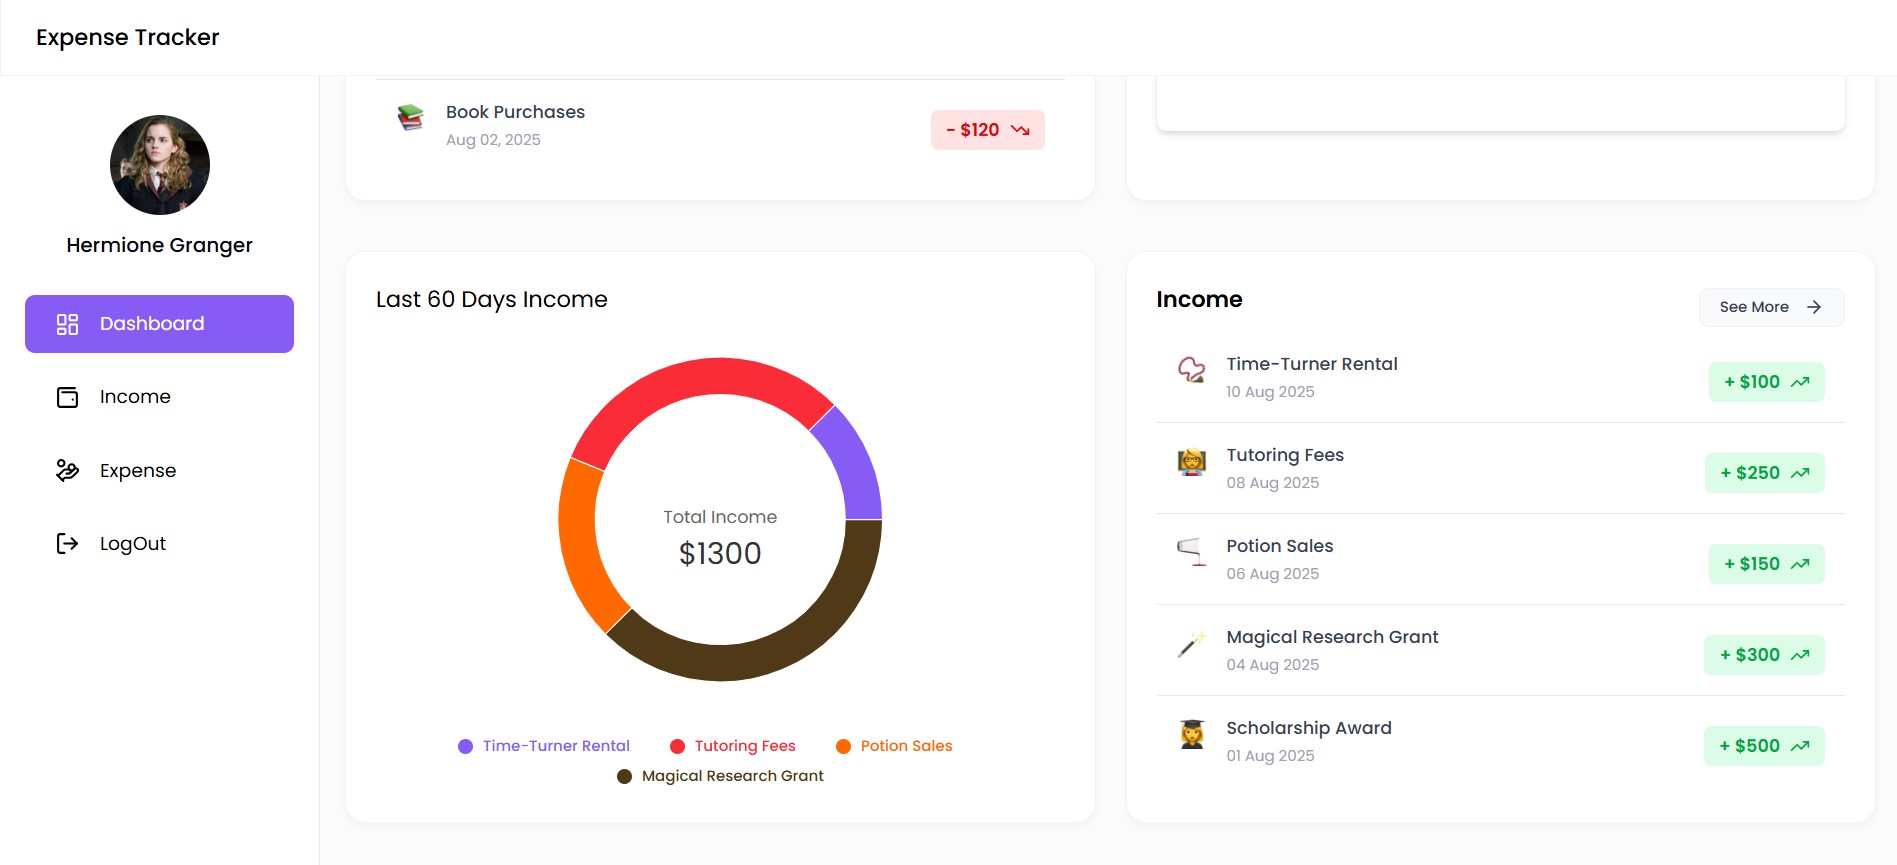 Expense Tracker
Hermione Granger
Dashboard
Income
Expense
LogOut
Book Purchases
Aug 02, 2025
- $120
Last 60 Days Income
Total Income
$1300
Time-Turner Rental
Tutoring Fees
Potion Sales
Magical Research Grant
Income
See More
Time-Turner Rental
10 Aug 2025
+ $100
Tutoring Fees
08 Aug 2025
+ $250
Potion Sales
06 Aug 2025
+ $150
Magical Research Grant
04 Aug 2025
+ $300
Scholarship Award
01 Aug 2025
+ $500